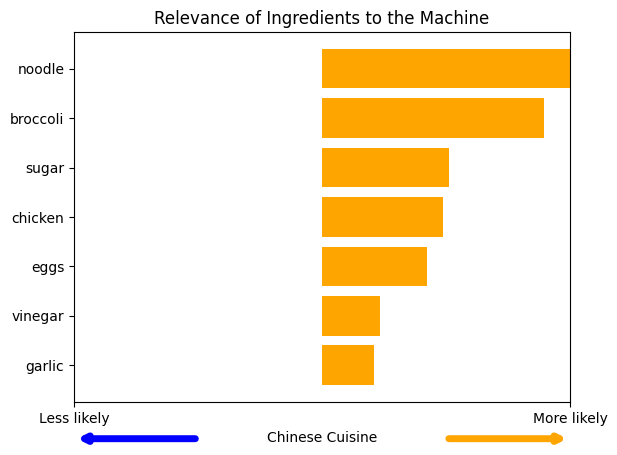 Relevance of Ingredients to the Machine
noodle
broccoli
sugar
chicken
eggs
vinegar
garlic
Less likely
More likely
Chinese Cuisine